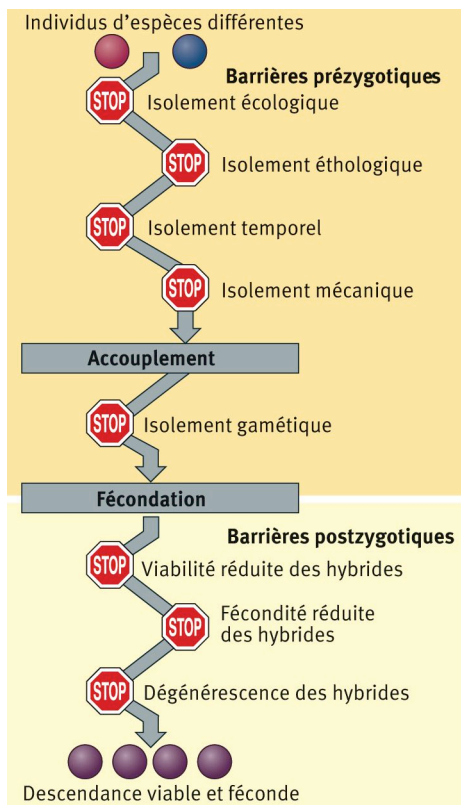 Individus d'espèces différentes
Barrières prézygotiques
STOP Isolement écologique
STOP Isolement éthologique
STOP Isolement temporel
STOP Isolement mécanique
Accouplement
STOP Isolement gamétique
Fécondation
Barrières postzygotiques
STOP Viabilité réduite des hybrides
Fécondité réduite
STOP des hybrides
STOP Dégénérescence des hybrides
Descendance viable et féconde